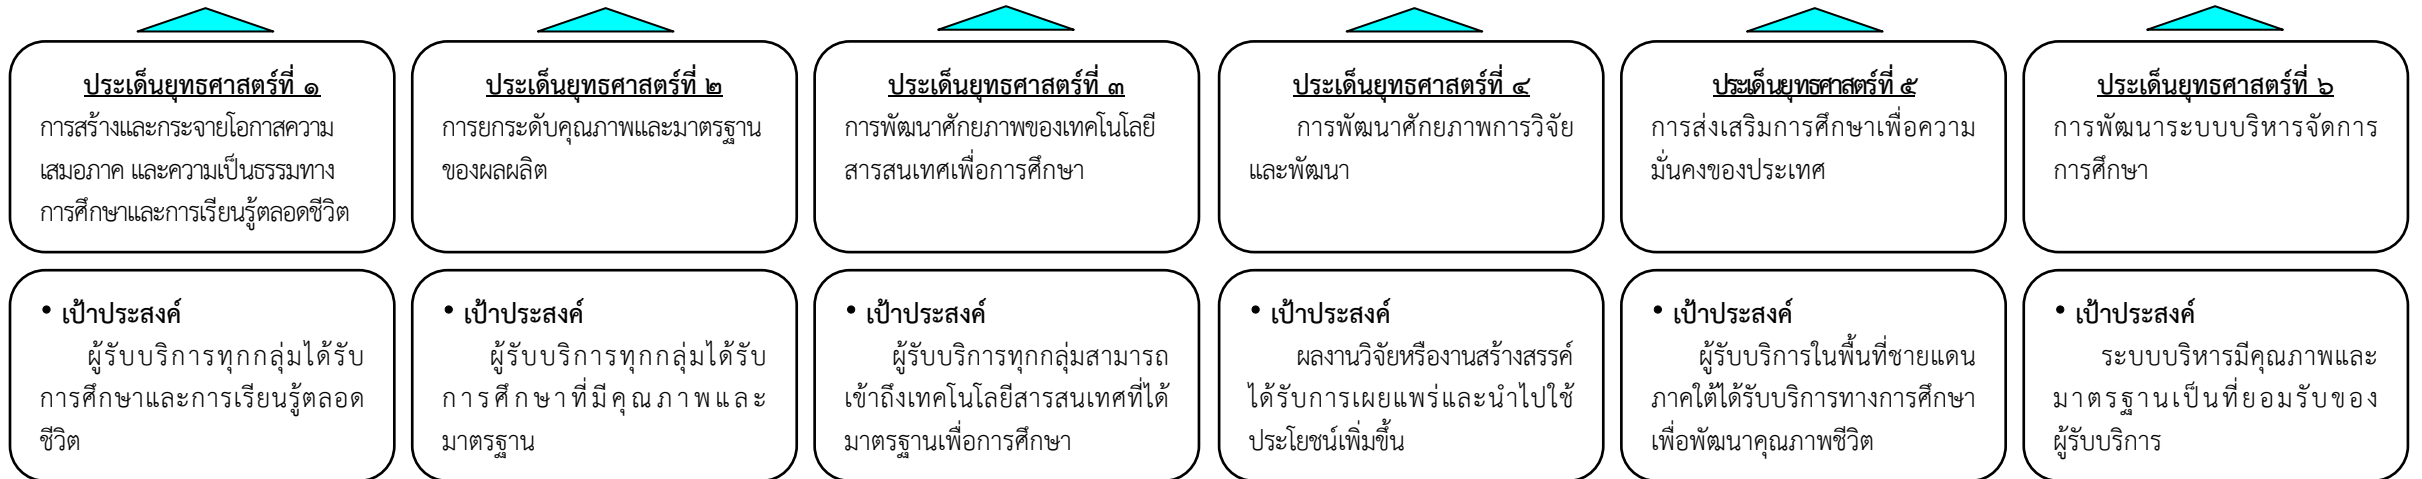 ประเด็นยุทธศาสตร์ที่ ๑
การสร้างและกระจายโอกาสความ
เสมอภาค และความเป็นธรรมทาง
การศึกษาและการเรียนรู้ตลอดชีวิต
ประเด็นยุทธศาสตร์ที่ ๒
การยกระดับคุณภาพและมาตรฐาน
ของผลผลิต
ประเด็นยุทธศาสตร์ที่ ๓
การพัฒนาศักยภาพของเทคโนโลยี
สารสนเทศเพื่อการศึกษา
ประเด็นยุทธศาสตร์ที่ ๔
การพัฒนาศักยภาพการวิจัย
และพัฒนา
ประเด็นยุทธศาสตร์ที่ ๕
การส่งเสริมการศึกษาเพื่อความ
มั่นคงของประเทศ
ประเด็นยุทธศาสตร์ที่ ๖
การพัฒนาระบบบริหารจัดการ
การศึกษา
• เป้าประสงค์
ผู้รับบริการทุกกลุ่มได้รับ
การศึกษาและการเรียนรู้ตลอด
ชีวิต
• เป้าประสงค์
ผู้รับบริการทุกกลุ่มได้รับ
การศึกษาที่มีคุณภาพและ
มาตรฐาน
• เป้าประสงค์
ผู้รับบริการทุกกลุ่มสามารถ
เข้าถึงเทคโนโลยีสารสนเทศที่ได้
มาตรฐานเพื่อการศึกษา
• เป้าประสงค์
ผลงานวิจัยหรืองานสร้างสรรค์
ได้รับการเผยแพร่และนำไปใช้
ประโยชน์เพิ่มขึ้น
• เป้าประสงค์
ผู้รับบริการในพื้นที่ชายแดน
ภาคใต้ได้รับบริการทางการศึกษา
เพื่อพัฒนาคุณภาพชีวิต
• เป้าประสงค์
ระบบบริหารมีคุณภาพและ
มาตรฐานเป็นที่ยอมรับของ
ผู้รับบริการ